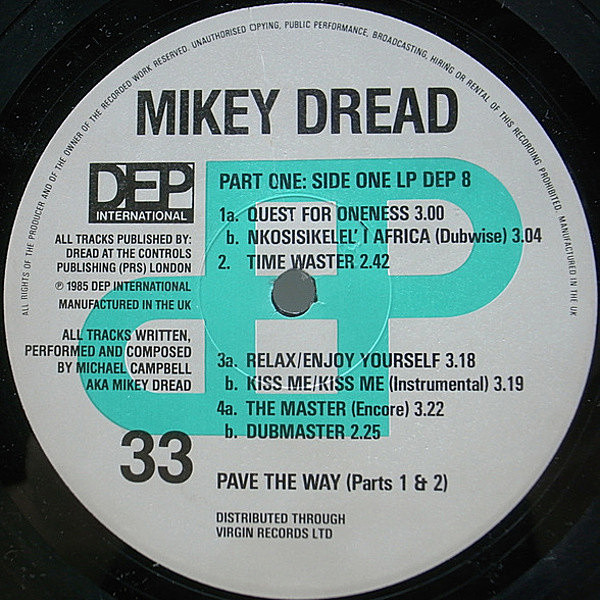 ALL RIGHTS OF THE PRODUCER AND OF THE OWNER OF THE RECORDED WORK RESERVED. UNAUTHORISED COPYING, PUBLIC PERFORMANCE, BROADCASTING, HIRING OR RENTAL OF THIS RECORDING PROHIBITED. MANUFACTURED IN THE UK
MIKEY DREAD
DEP
INTERNATIONAL
PART ONE: SIDE ONE LP DEP 8
1a. QUEST FOR ONENESS 3.00
b. NKOSISIKELEL' I AFRICA (Dubwise) 3.04
2. TIME WASTER 2.42
ALL TRACKS PUBLISHED BY:
DREAD AT THE CONTROLS
PUBLISHING (PRS) LONDON
℗ 1985 DEP INTERNATIONAL
MANUFACTURED IN THE UK
ALL TRACKS WRITTEN,
PERFORMED AND COMPOSED
BY MICHAEL CAMPBELL
AKA MIKEY DREAD
3a. RELAX/ENJOY YOURSELF 3.18
b. KISS ME/KISS ME (Instrumental) 3.19
4a. THE MASTER (Encore) 3.22
b. DUBMASTER 2.25
33
PAVE THE WAY (Parts 1 & 2)
DISTRIBUTED THROUGH
VIRGIN RECORDS LTD
dEP